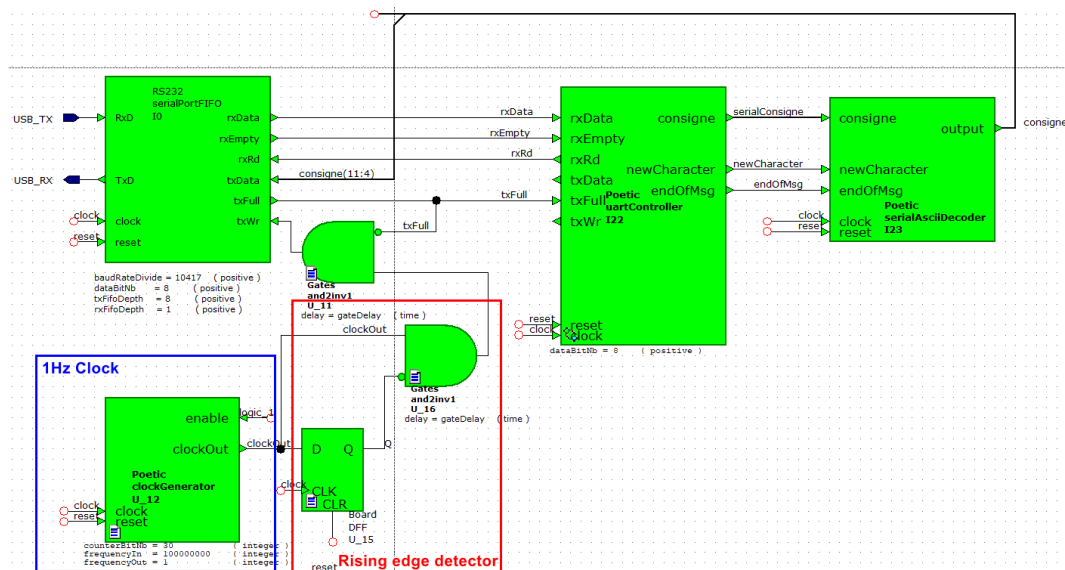 RS232
serialPortFIFO
I0
USB_TX
RxD
rxData
rxEmpty
rxRd
USB_RX
TxD
txData
txFull
clock
clock
txWr
reset
reset
baudRateDivide = 10417 ( positive )
dataBitNb = 8 ( positive )
txFifoDepth = 8 ( positive )
rxFifoDepth = 1 ( positive )
rxData
rxEmpty
rxRd
consigne(11:4)
txFull
txFull
rxData
consigne
rxEmpty
rxRd
newCharacter
txData
endOfMsg
txFull
Poetic
uartController
I22
txWr
reset
reset
clock
clock
dataBitNb = 8 ( positive )
serialConsigne
newCharacter
endOfMsg
consigne
output
newCharacter
endOfMsg
clock
clock
reset
reset
Poetic
serialAsciiDecoder
I23
consigne
Gates
and2inv1
U_11
delay = gateDelay ( time )
clockOut
Gates
and2inv1
U_16
delay = gateDelay ( time )
1Hz Clock
enable
logic_1
clockOut
clockOut
Poetic
clockGenerator
U_12
clock
clock
reset
reset
counterBitNb = 30 ( integer )
frequencyIn = 100000000 ( integer )
frequencyOut = 1 ( integer )
D
Q
Q
clock
CLK
CLR
Board
DFF
U_15
reset
Rising edge detector